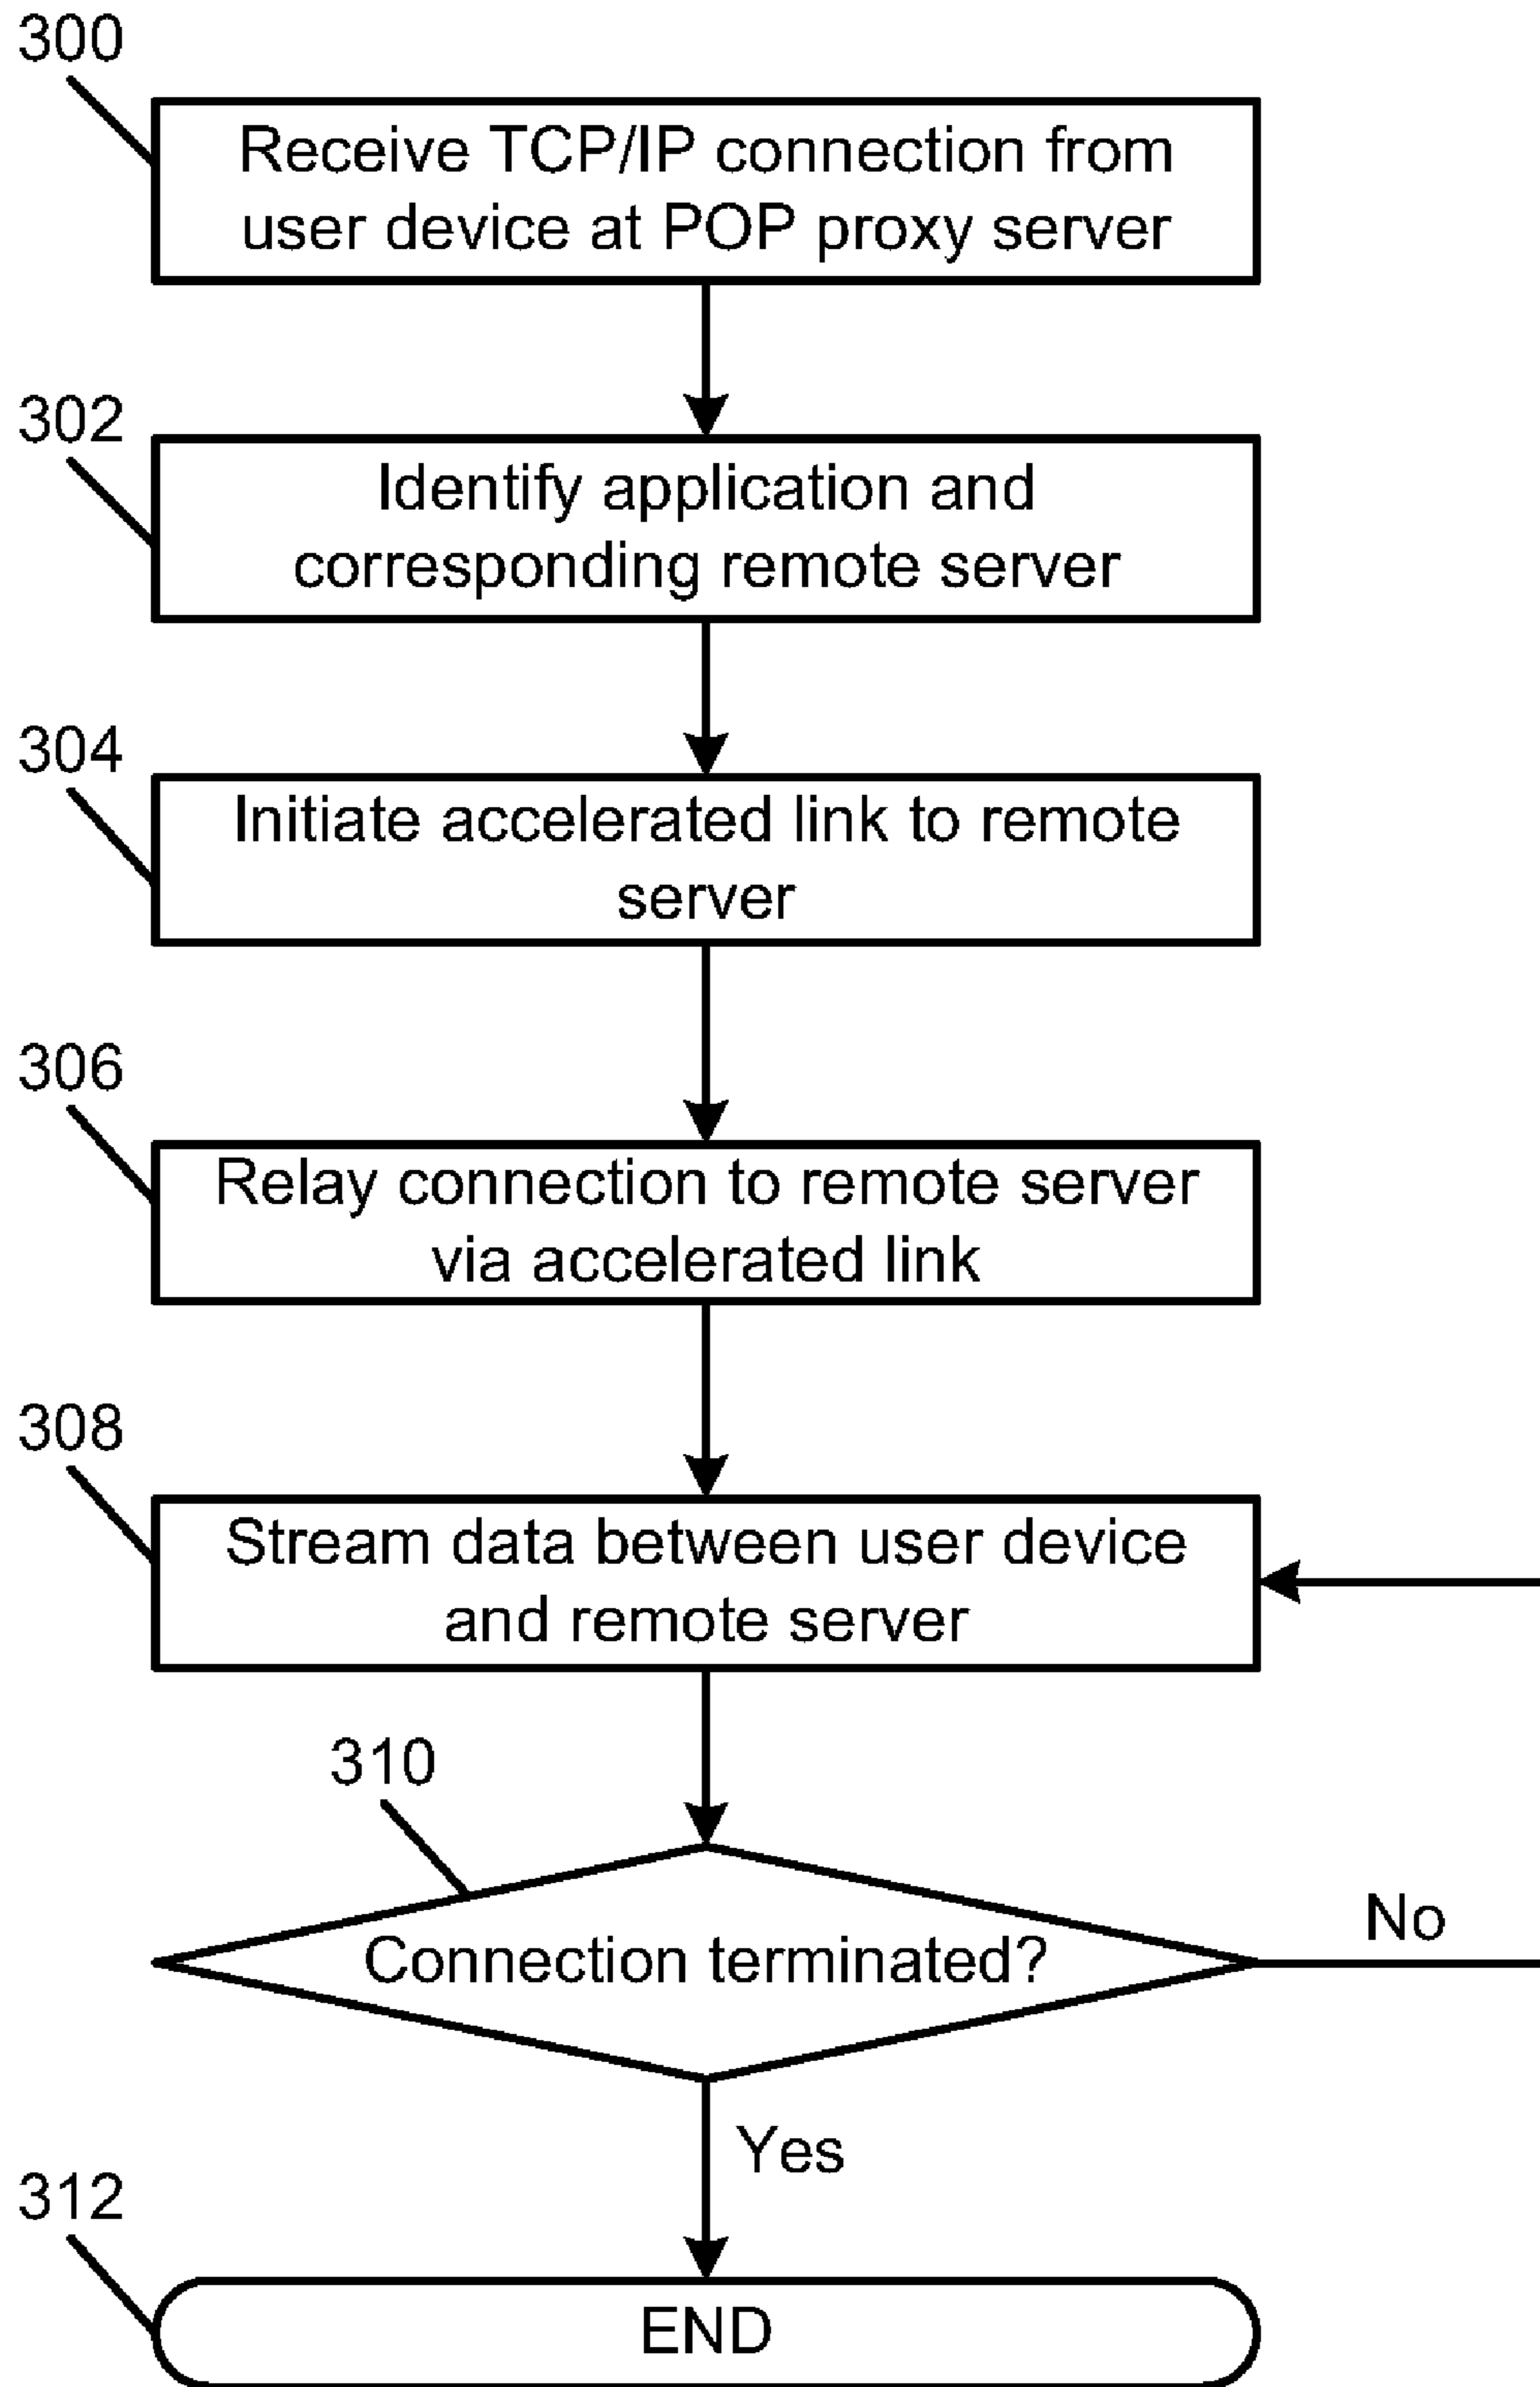 300
Receive TCP/IP connection from
user device at POP proxy server
302
Identify application and
corresponding remote server
304
Initiate accelerated link to remote
server
306
Relay connection to remote server
via accelerated link
308
Stream data between user device
and remote server
310
Connection terminated?
No
Yes
312
END